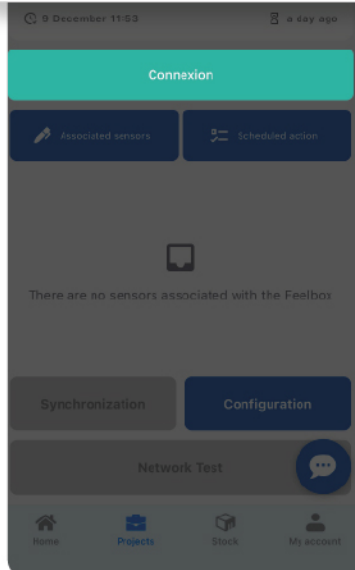 9 December 11:53 a day ago
Connexion
Associated sensors Scheduled action
There are no sensors associated with the Feelbox
Synchronization Configuration
Network Test
Home Projects Stock My account